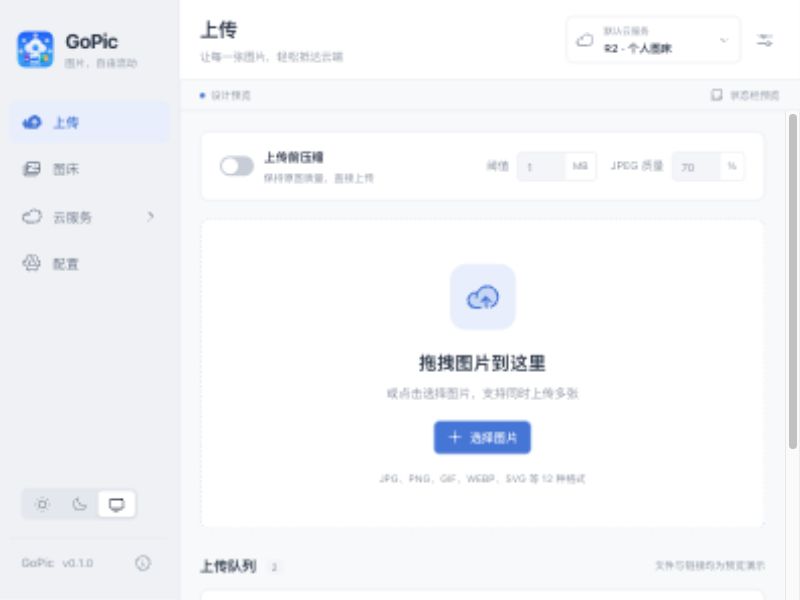 GoPic
图片，自由流动
上传
图床
云服务
配置
GoPic v0.1.0
上传
让每一张图片，轻松抵达云端
默认云服务
R2 · 个人图床
设计预览
状态栏预览
上传前压缩
保持原图质量，直接上传
阈值 1 MB JPEG 质量 70 %
拖拽图片到这里
或点击选择图片，支持同时上传多张
选择图片
JPG、PNG、GIF、WEBP、SVG 等 12 种格式
上传队列 3
文件与链接均为预览演示